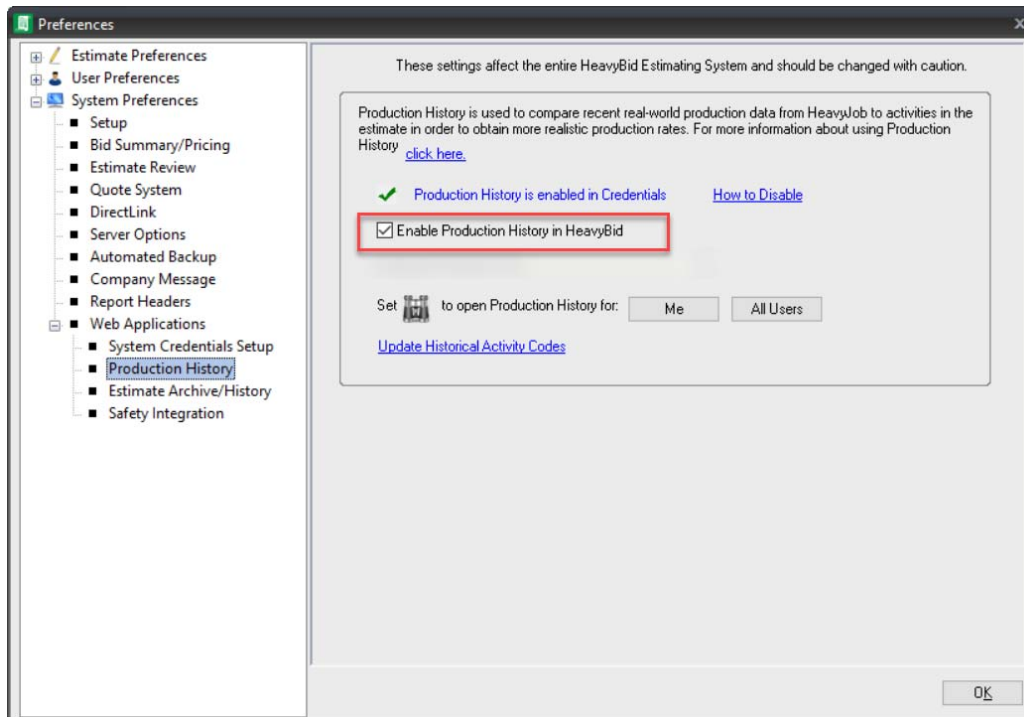 Preferences
Estimate Preferences
User Preferences
System Preferences
Setup
Bid Summary/Pricing
Estimate Review
Quote System
DirectLink
Server Options
Automated Backup
Company Message
Report Headers
Web Applications
System Credentials Setup
Production History
Estimate Archive/History
Safety Integration
These settings affect the entire HeavyBid Estimating System and should be changed with caution.
Production History is used to compare recent real-world production data from HeavyJob to activities in the
estimate in order to obtain more realistic production rates. For more information about using Production
History click here.
Production History is enabled in Credentials How to Disable
Enable Production History in HeavyBid
Set to open Production History for: Me All Users
Update Historical Activity Codes
OK